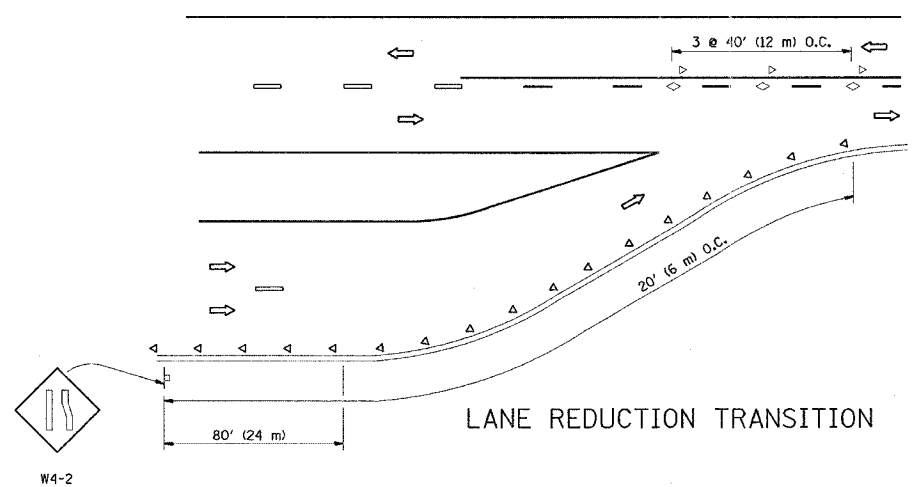 3 @ 40' (12 m) O.C.
20' (6 m) O.C.
LANE REDUCTION TRANSITION
80' (24 m)
W4-2